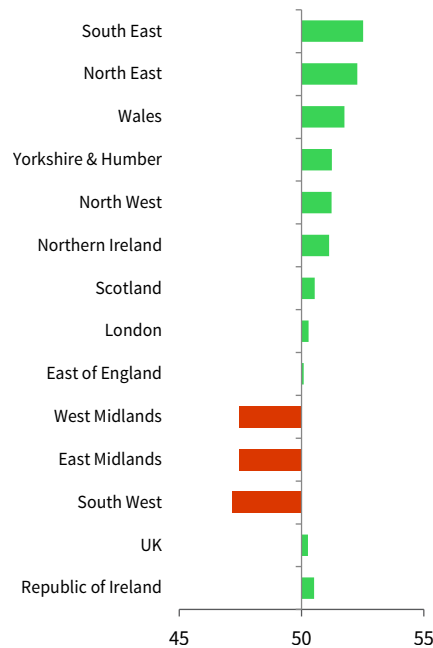 South East
North East
Wales
Yorkshire & Humber
North West
Northern Ireland
Scotland
London
East of England
West Midlands
East Midlands
South West
UK
Republic of Ireland
45 50 55